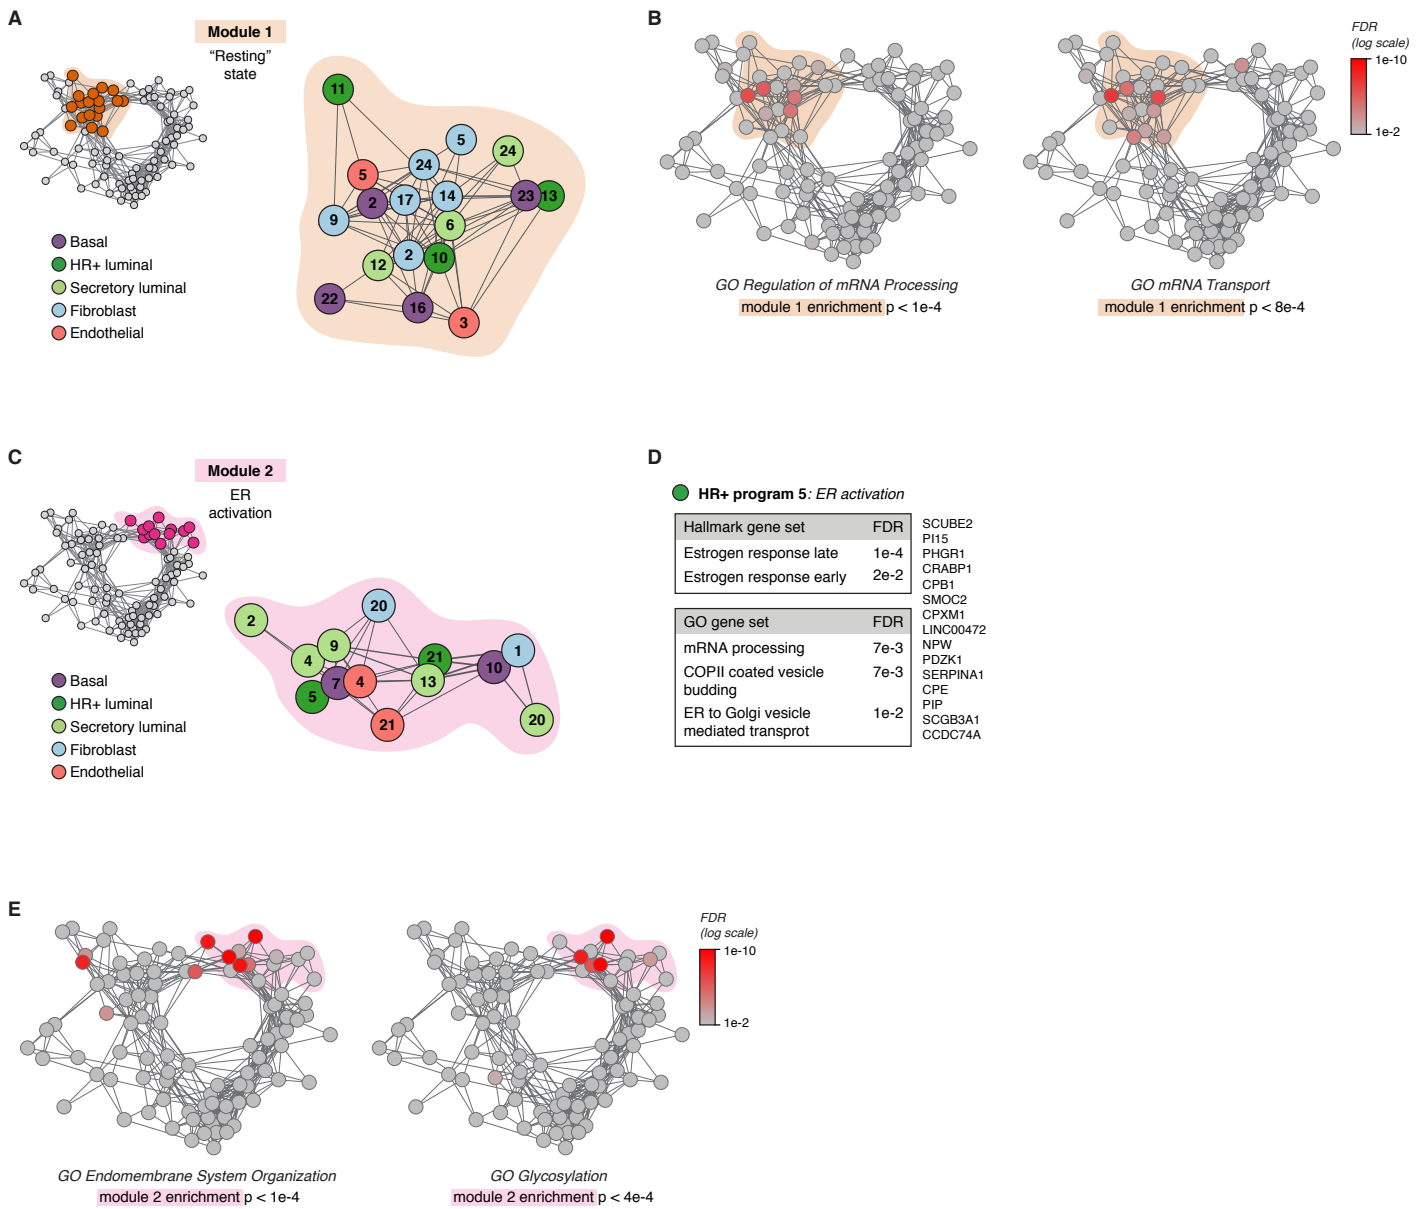 A
Module 1
“Resting”
state
Basal
HR+ luminal
Secretory luminal
Fibroblast
Endothelial
11
5
24
24
5
2
17
14
23
13
9
6
2
10
12
22
16
3
B
FDR
(log scale)
1e-10
1e-2
GO Regulation of mRNA Processing
module 1 enrichment p < 1e-4
GO mRNA Transport
module 1 enrichment p < 8e-4
C
Module 2
ER
activation
Basal
HR+ luminal
Secretory luminal
Fibroblast
Endothelial
20
2
9
4
21
1
10
7
4
13
5
21
20
D
HR+ program 5: ER activation
Hallmark gene set FDR
Estrogen response late 1e-4
Estrogen response early 2e-2
GO gene set FDR
mRNA processing 7e-3
COPII coated vesicle 7e-3
budding
ER to Golgi vesicle 1e-2
mediated transprot
SCUBE2
PI15
PHGR1
CRABP1
CPB1
SMOC2
CPXM1
LINC00472
NPW
PDZK1
SERPINA1
CPE
PIP
SCGB3A1
CCDC74A
E
FDR
(log scale)
1e-10
1e-2
GO Endomembrane System Organization
module 2 enrichment p < 1e-4
GO Glycosylation
module 2 enrichment p < 4e-4